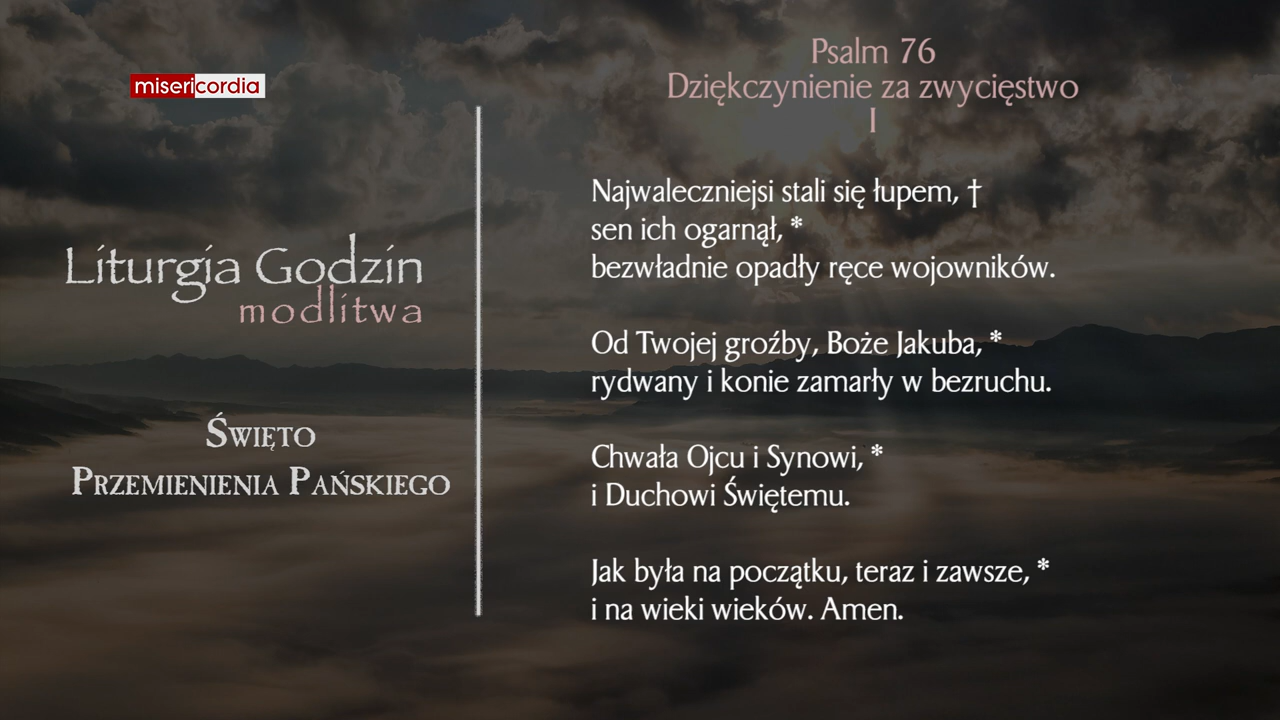 misericordia
Liturgia Godzin
modlitwa
Święto
Przemienienia Pańskiego
Psalm 76
Dziękczynienie za zwycięstwo
I
Najwaleczniejsi stali się łupem, †
sen ich ogarnął, *
bezwładnie opadły ręce wojowników.
Od Twojej groźby, Boże Jakuba, *
rydwany i konie zamarły w bezruchu.
Chwała Ojcu i Synowi, *
i Duchowi Świętemu.
Jak była na początku, teraz i zawsze, *
i na wieki wieków. Amen.